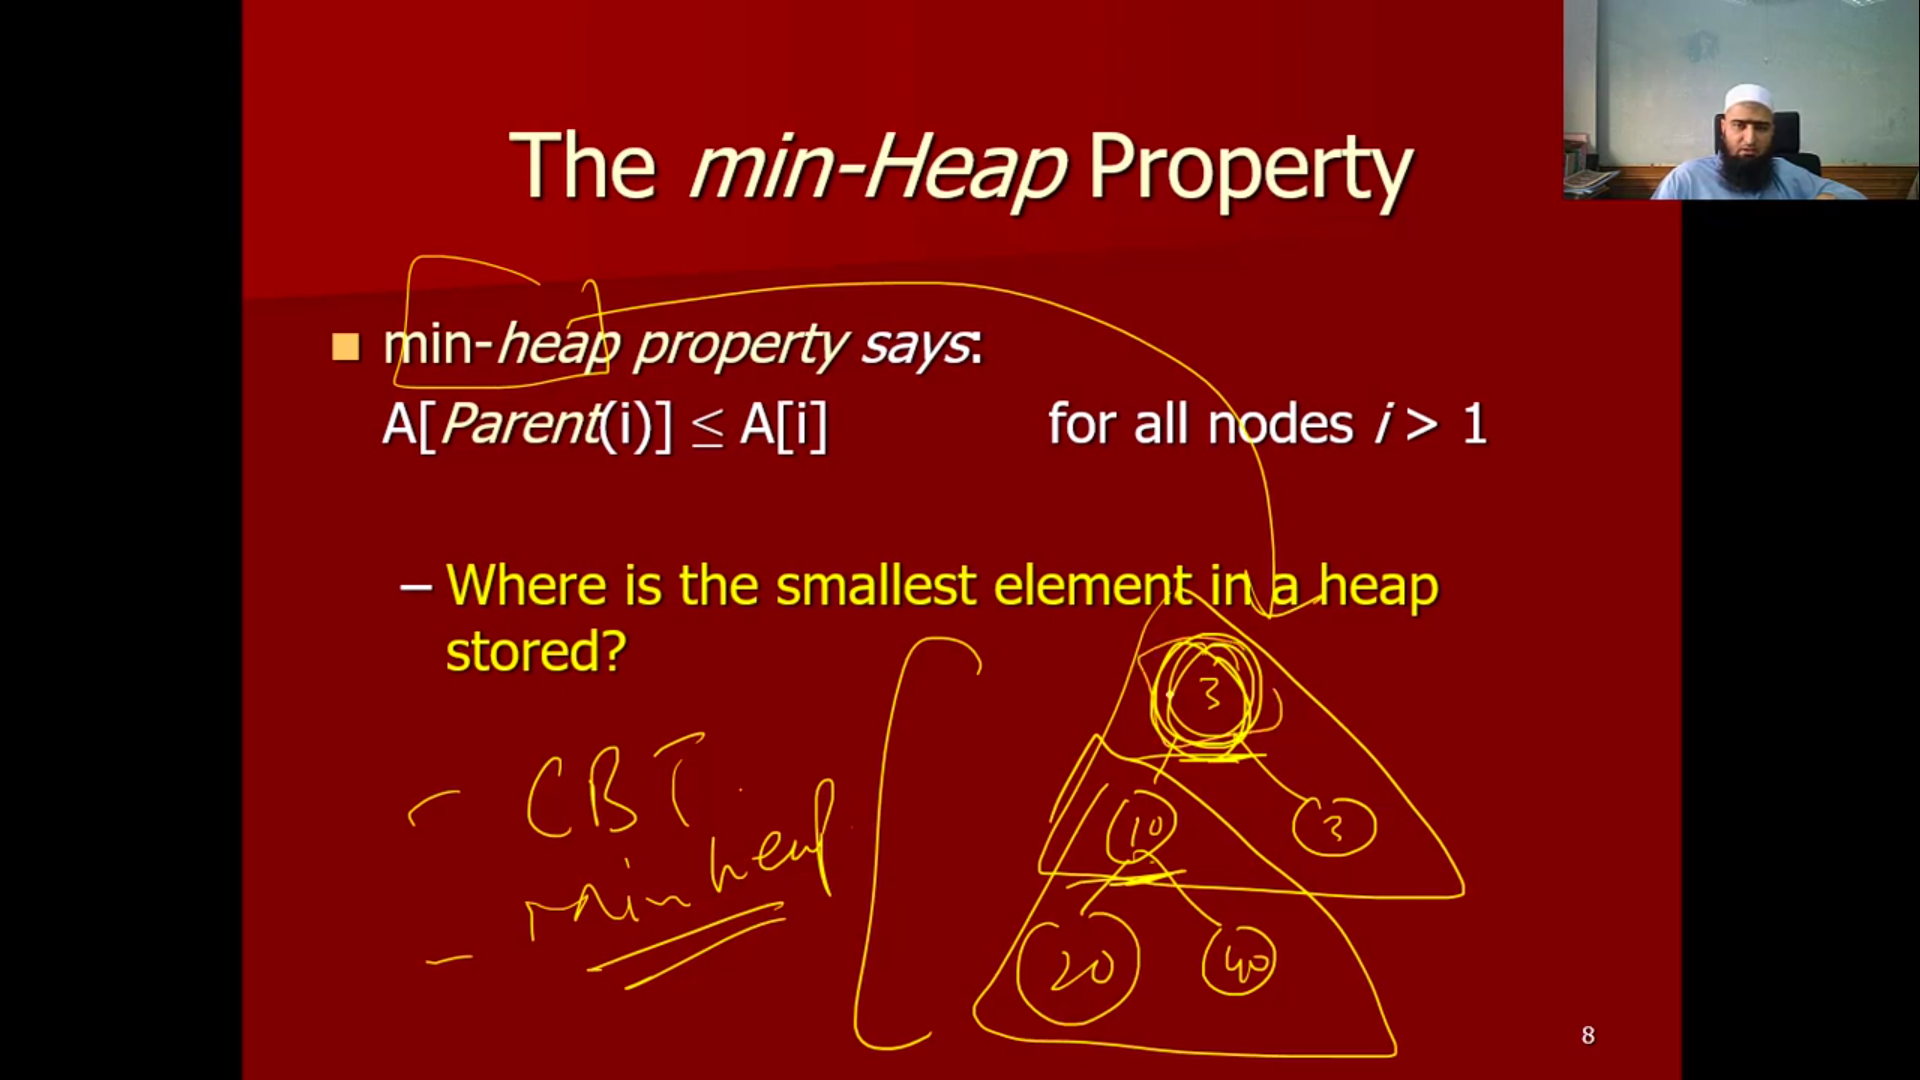 The min-Heap Property
■ min-heap property says:
A[Parent(i)] ≤ A[i] for all nodes i > 1
– Where is the smallest element in a heap
stored?
3
- CBT
10 3
- min heap
20 40
8